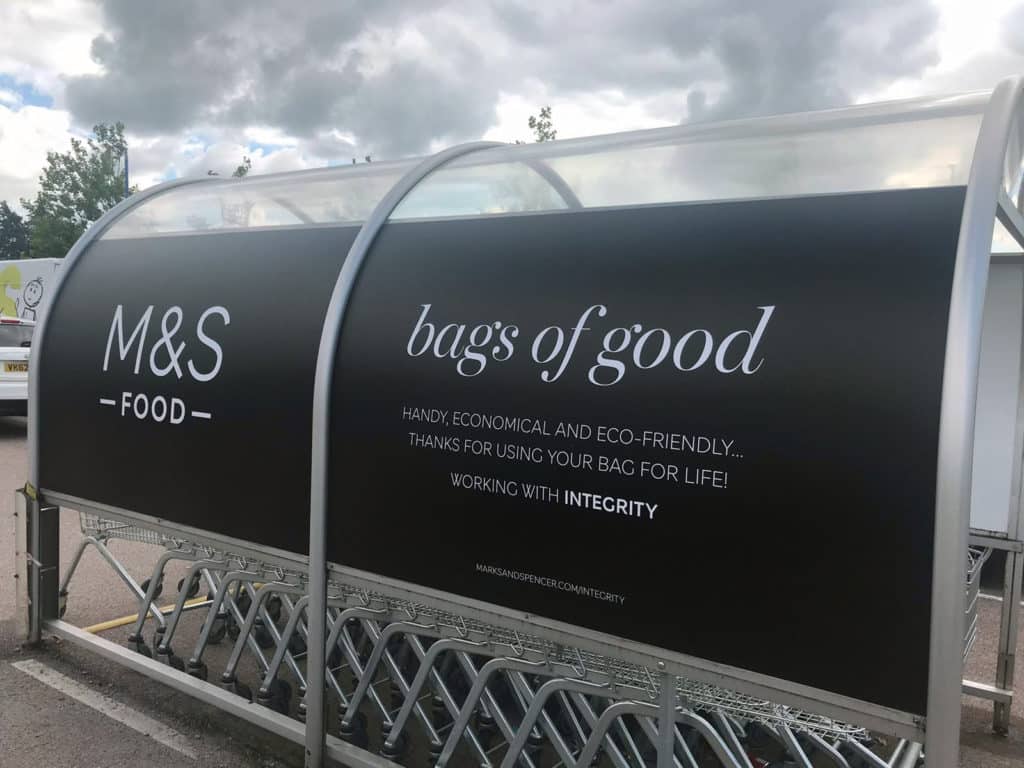 M&S
FOOD
bags of good
HANDY, ECONOMICAL AND ECO-FRIENDLY...
THANKS FOR USING YOUR BAG FOR LIFE!
WORKING WITH INTEGRITY
MARKSANDSPENCER.COM/INTEGRITY